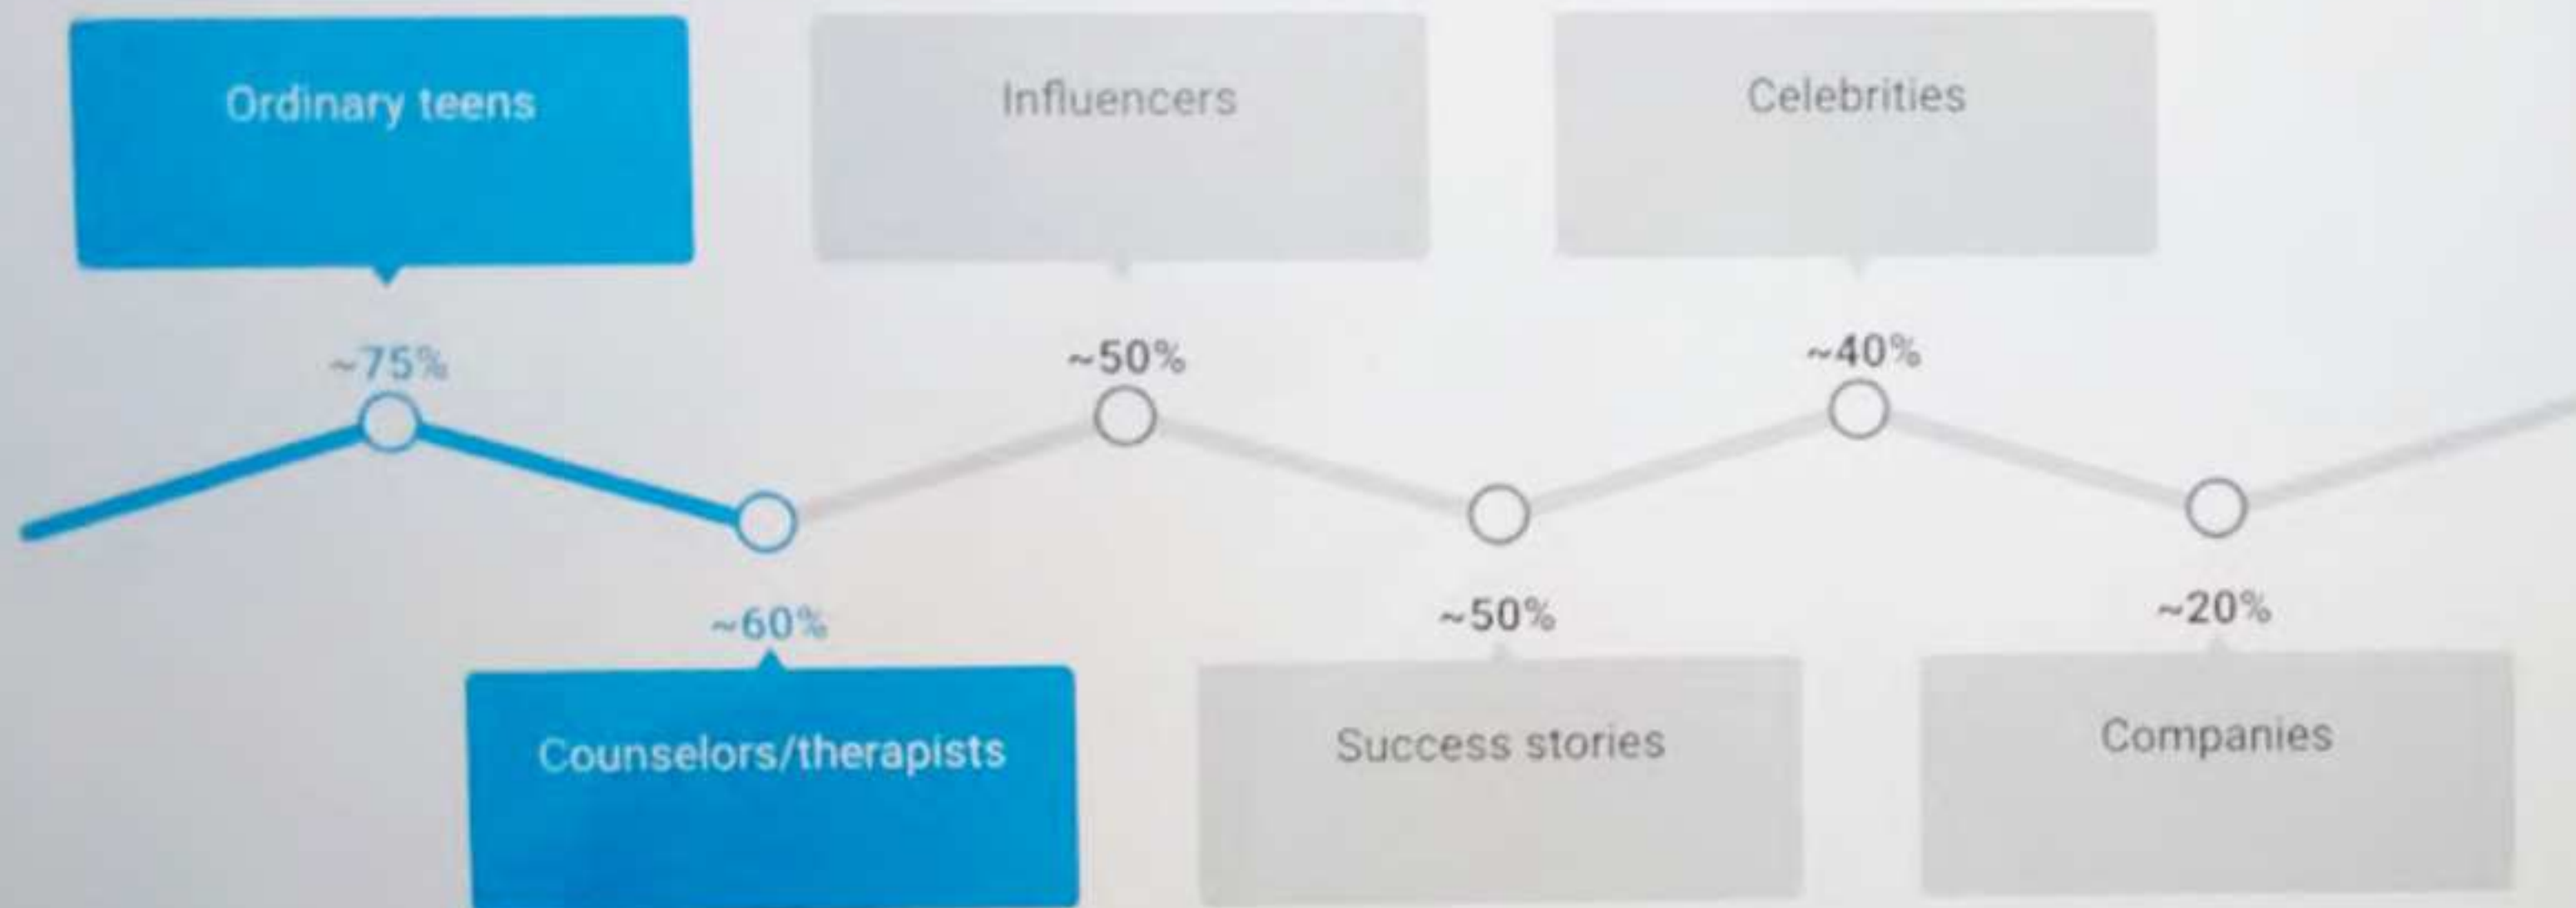 Ordinary teens
Influencers
Celebrities
~75%
~50%
~40%
~60%
~50%
~20%
Counselors/therapists
Success stories
Companies